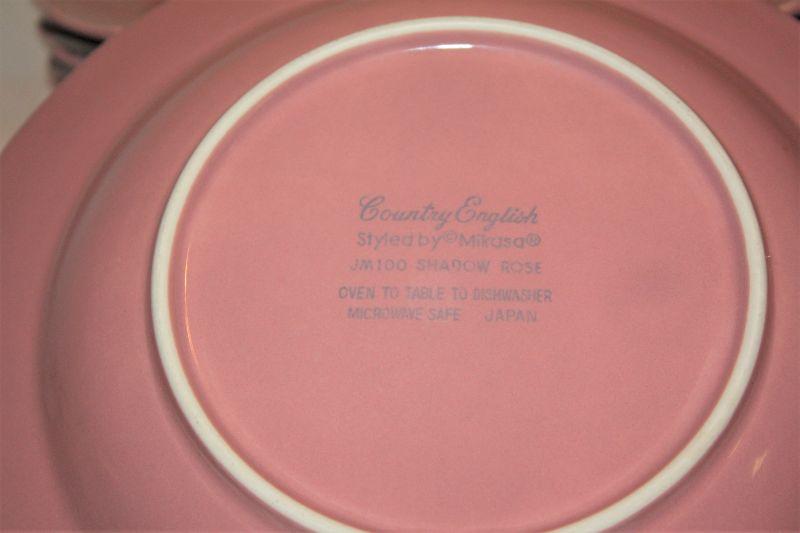 Country English
Styled by © Mikasa®
JM100 SHADOW ROSE
OVEN TO TABLE TO DISHWASHER
MICROWAVE SAFE JAPAN